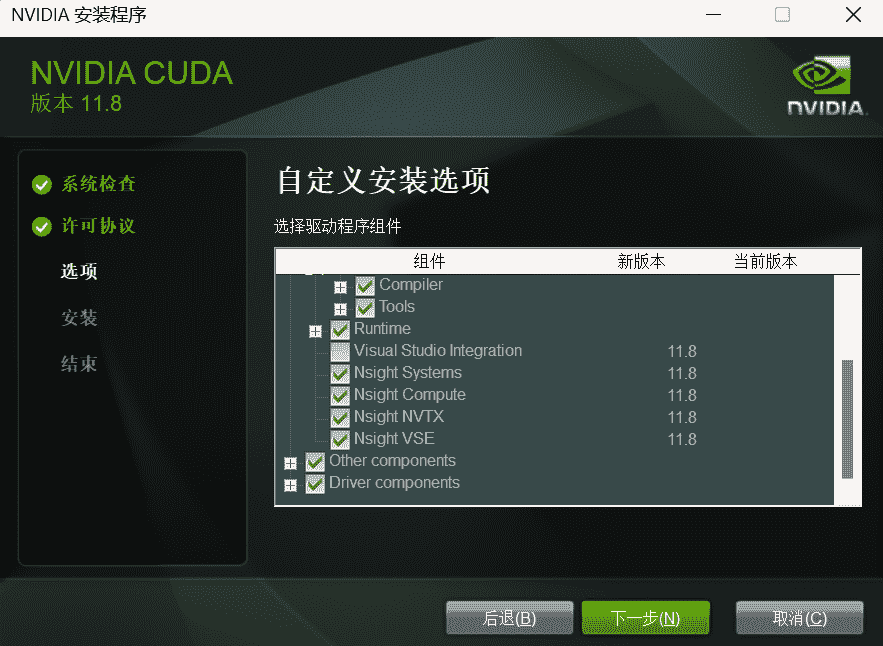 NVIDIA 安装程序
NVIDIA CUDA
版本 11.8
NVIDIA.
系统检查
许可协议
选项
安装
结束
自定义安装选项
选择驱动程序组件
组件 新版本 当前版本
Compiler
Tools
Runtime
Visual Studio Integration 11.8
Nsight Systems 11.8
Nsight Compute 11.8
Nsight NVTX 11.8
Nsight VSE 11.8
Other components
Driver components
后退(B) 下一步(N) 取消(C)